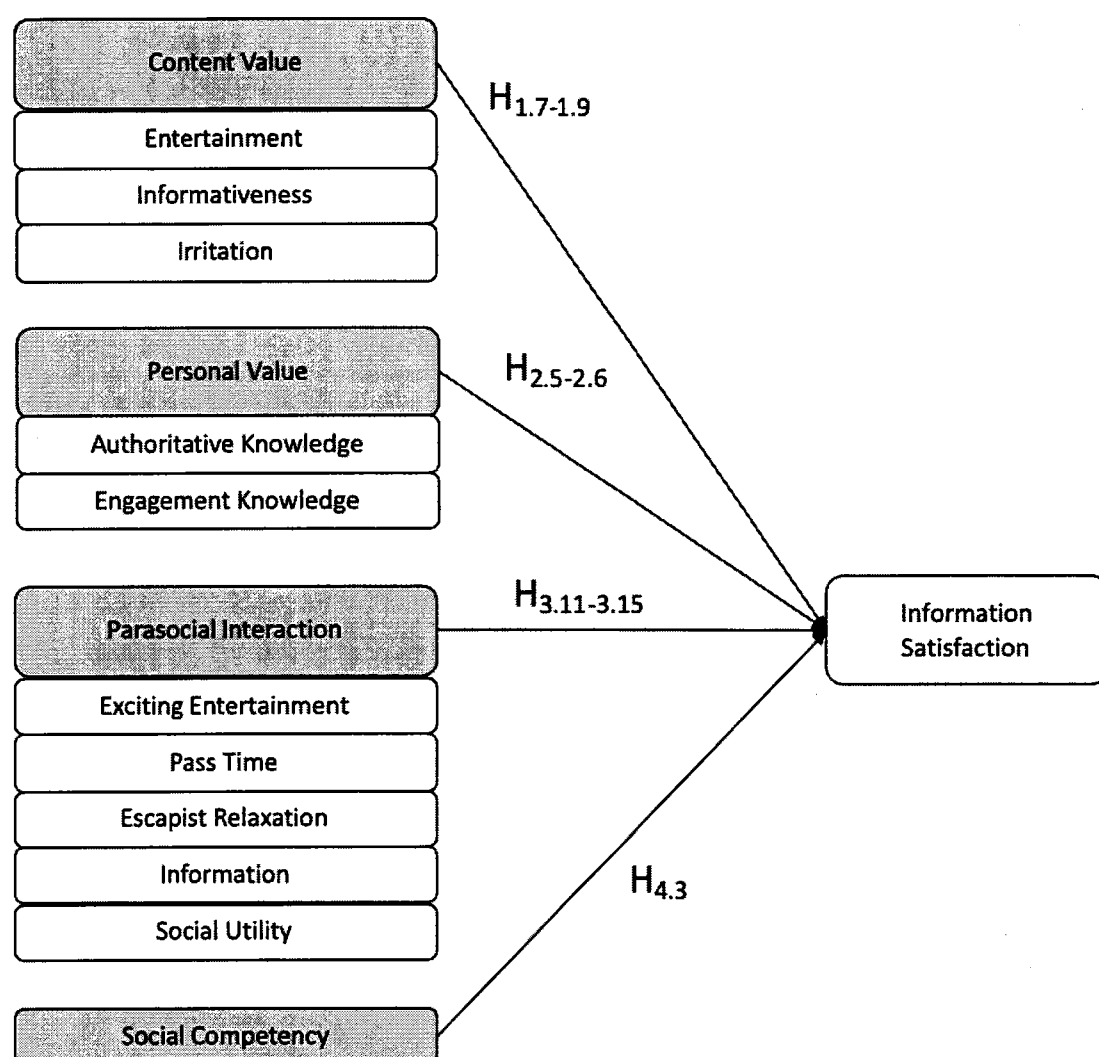 Content Value
H1.7-1.9
Entertainment
Informativeness
Irritation
Personal Value
H2.5-2.6
Authoritative Knowledge
Engagement Knowledge
Parasocial Interaction
H3.11-3.15
Information
Satisfaction
Exciting Entertainment
Pass Time
Escapist Relaxation
Information
H4.3
Social Utility
Social Competency